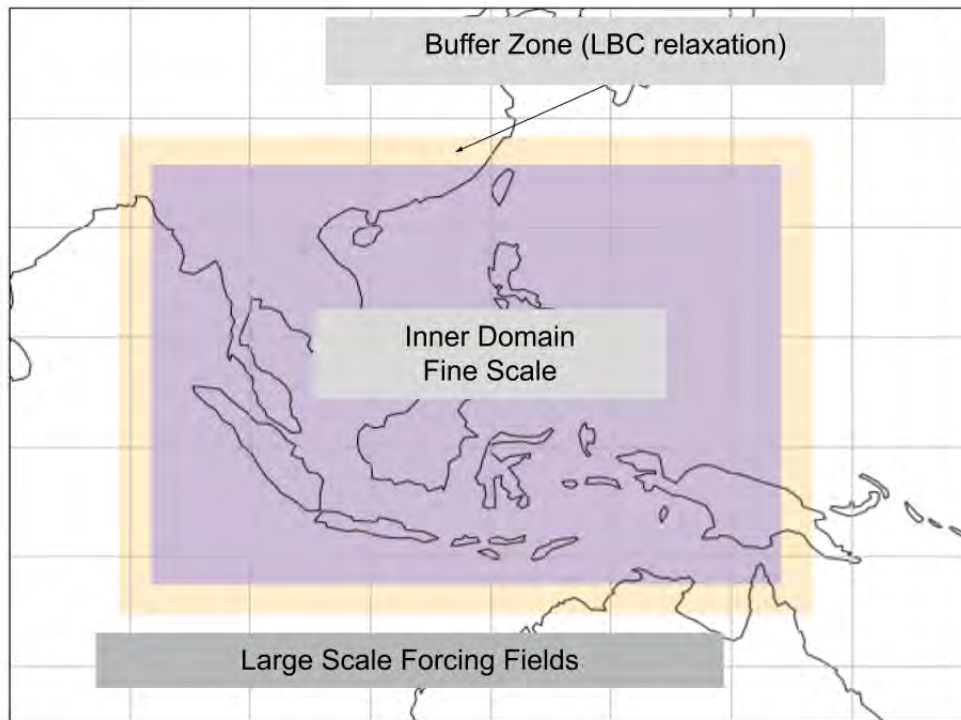 Buffer Zone (LBC relaxation)
Inner Domain
Fine Scale
Large Scale Forcing Fields